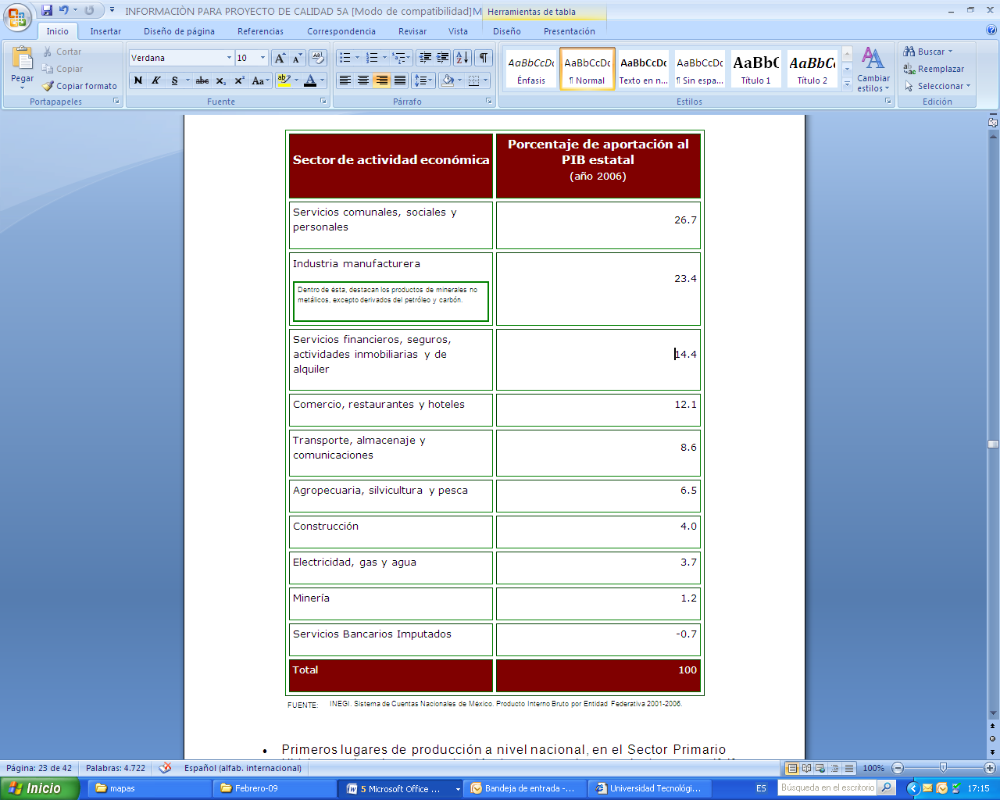 INFORMACIÒN PARA PROYECTO DE CALIDAD 5A [Modo de compatibilidad]
Herramientas de tabla
Inicio Insertar Diseño de página Referencias Correspondencia Revisar Vista Diseño Presentación
Pegar
Cortar
Copiar
Copiar formato
Portapapeles
Verdana 10
N K S abc x₂ x² Aa
Fuente
Párrafo
AaBbCcDc AaBbCcDc AaBbCcDc AaBbCcDc AaBbC AaBbCc
Énfasis ¶ Normal Texto en n... ¶ Sin espa... Título 1 Título 2
Cambiar estilos
Estilos
Buscar
Reemplazar
Seleccionar
Edición
Sector de actividad económica
Porcentaje de aportación al
PIB estatal
(año 2006)
Servicios comunales, sociales y
personales
26.7
Industria manufacturera
Dentro de ésta, destacan los productos de minerales no
metálicos, excepto derivados del petróleo y carbón.
23.4
Servicios financieros, seguros,
actividades inmobiliarias y de
alquiler
14.4
Comercio, restaurantes y hoteles
12.1
Transporte, almacenaje y
comunicaciones
8.6
Agropecuaria, silvicultura y pesca
6.5
Construcción
4.0
Electricidad, gas y agua
3.7
Minería
1.2
Servicios Bancarios Imputados
-0.7
Total
100
FUENTE: INEGI. Sistema de Cuentas Nacionales de México. Producto Interno Bruto por Entidad Federativa 2001-2006.
• Primeros lugares de producción a nivel nacional, en el Sector Primario
Página: 23 de 42 Palabras: 4.722 Español (alfab. internacional) 100%
Inicio mapas Febrero-09 5 Microsoft Office ... Bandeja de entrada -... Universidad Tecnológi... ES Búsqueda en el escritorio 17:15